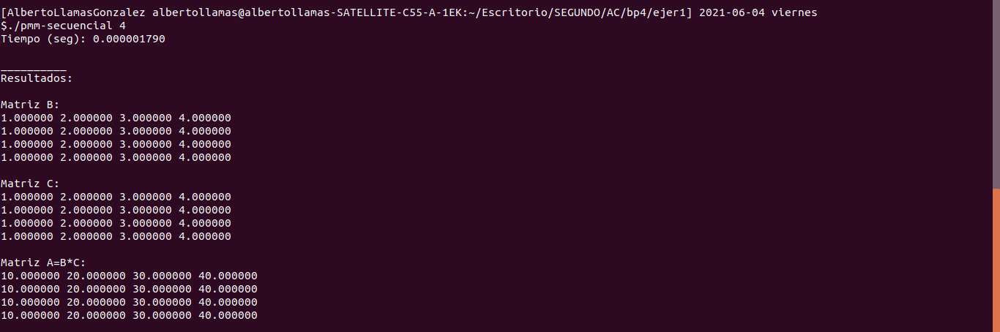 [AlbertoLlamasGonzalez albertollamas@albertollamas-SATELLITE-C55-A-1EK:~/Escritorio/SEGUNDO/AC/bp4/ejer1] 2021-06-04 viernes
$./pmm-secuencial 4
Tiempo (seg): 0.000001790
__________
Resultados:
Matriz B:
1.000000 2.000000 3.000000 4.000000
1.000000 2.000000 3.000000 4.000000
1.000000 2.000000 3.000000 4.000000
1.000000 2.000000 3.000000 4.000000
Matriz C:
1.000000 2.000000 3.000000 4.000000
1.000000 2.000000 3.000000 4.000000
1.000000 2.000000 3.000000 4.000000
1.000000 2.000000 3.000000 4.000000
Matriz A=B*C:
10.000000 20.000000 30.000000 40.000000
10.000000 20.000000 30.000000 40.000000
10.000000 20.000000 30.000000 40.000000
10.000000 20.000000 30.000000 40.000000